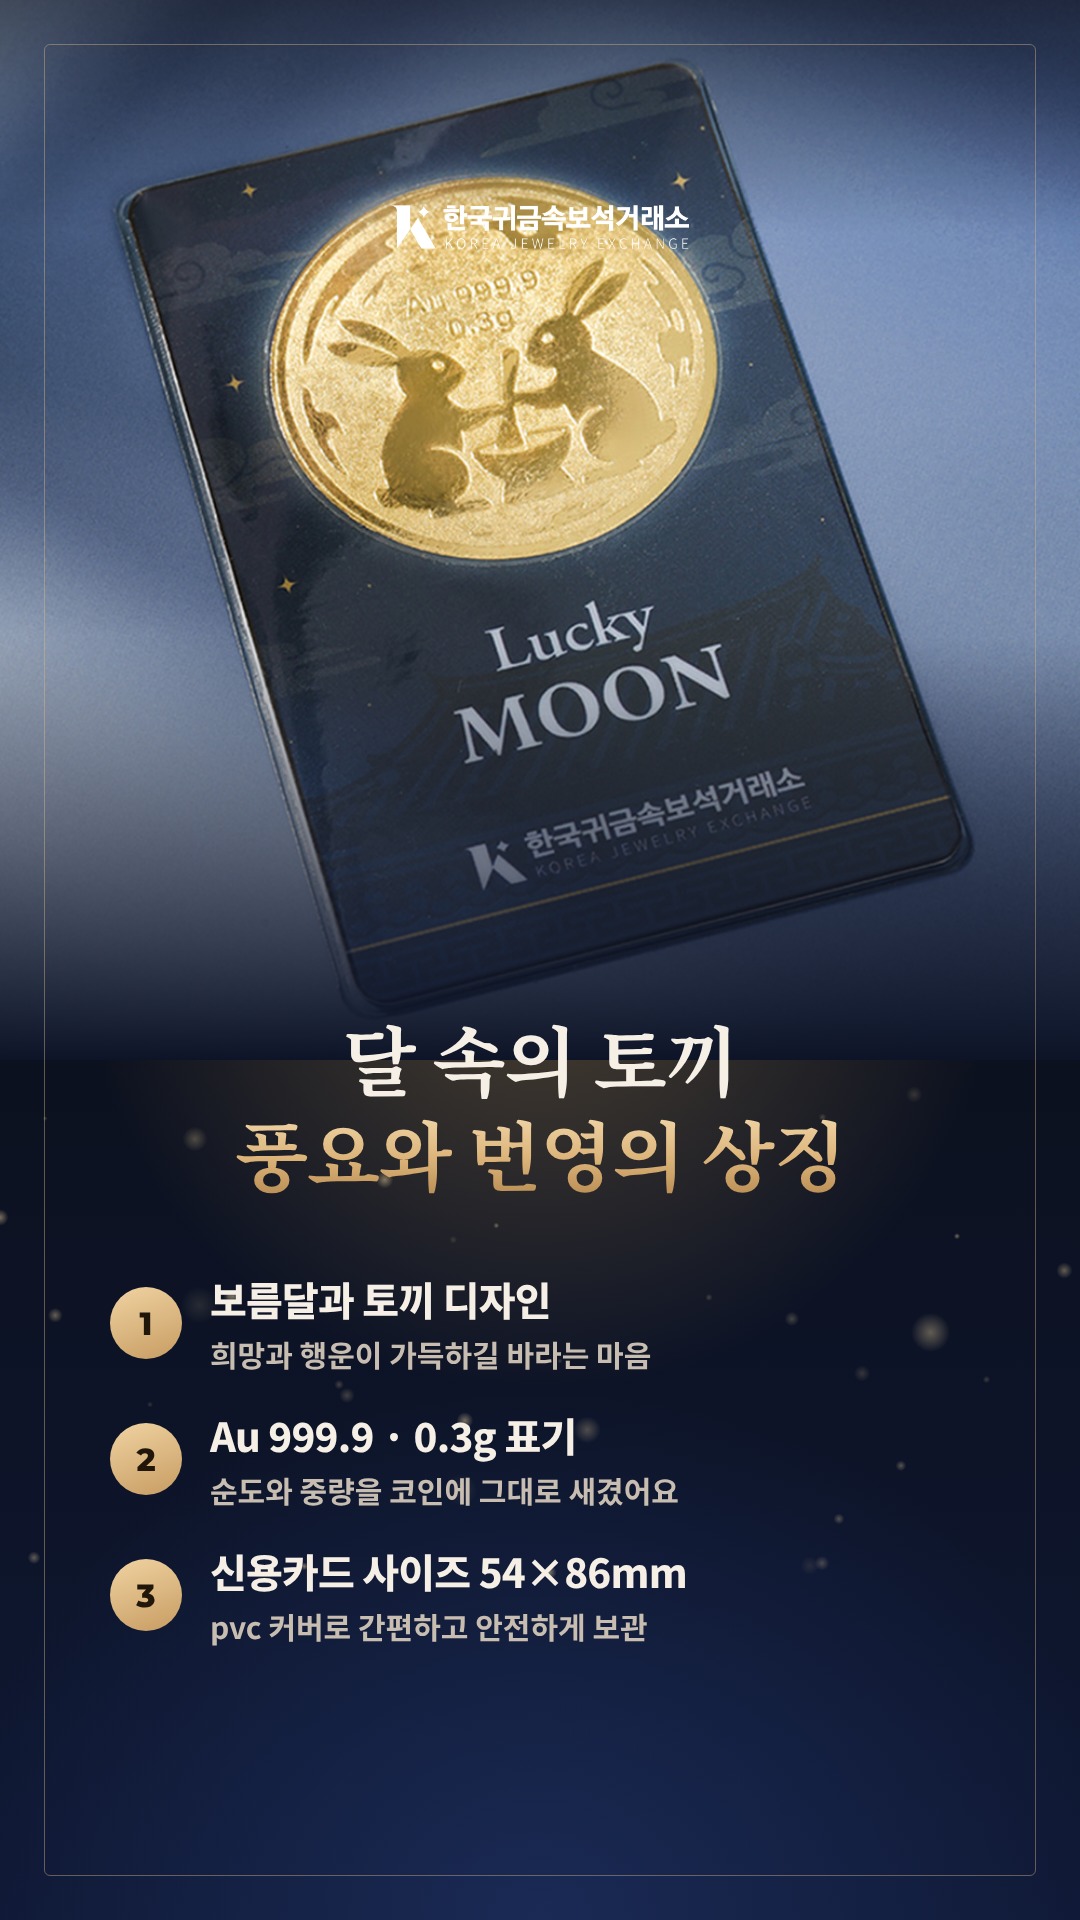 한국귀금속보석거래소
KOREA JEWELRY EXCHANGE
Au 999.9
0.3g
Lucky
MOON
한국귀금속보석거래소
KOREA JEWELRY EXCHANGE
달 속의 토끼
풍요와 번영의 상징
1
보름달과 토끼 디자인
희망과 행운이 가득하길 바라는 마음
2
Au 999.9 · 0.3g 표기
순도와 중량을 코인에 그대로 새겼어요
3
신용카드 사이즈 54×86mm
pvc 커버로 간편하고 안전하게 보관